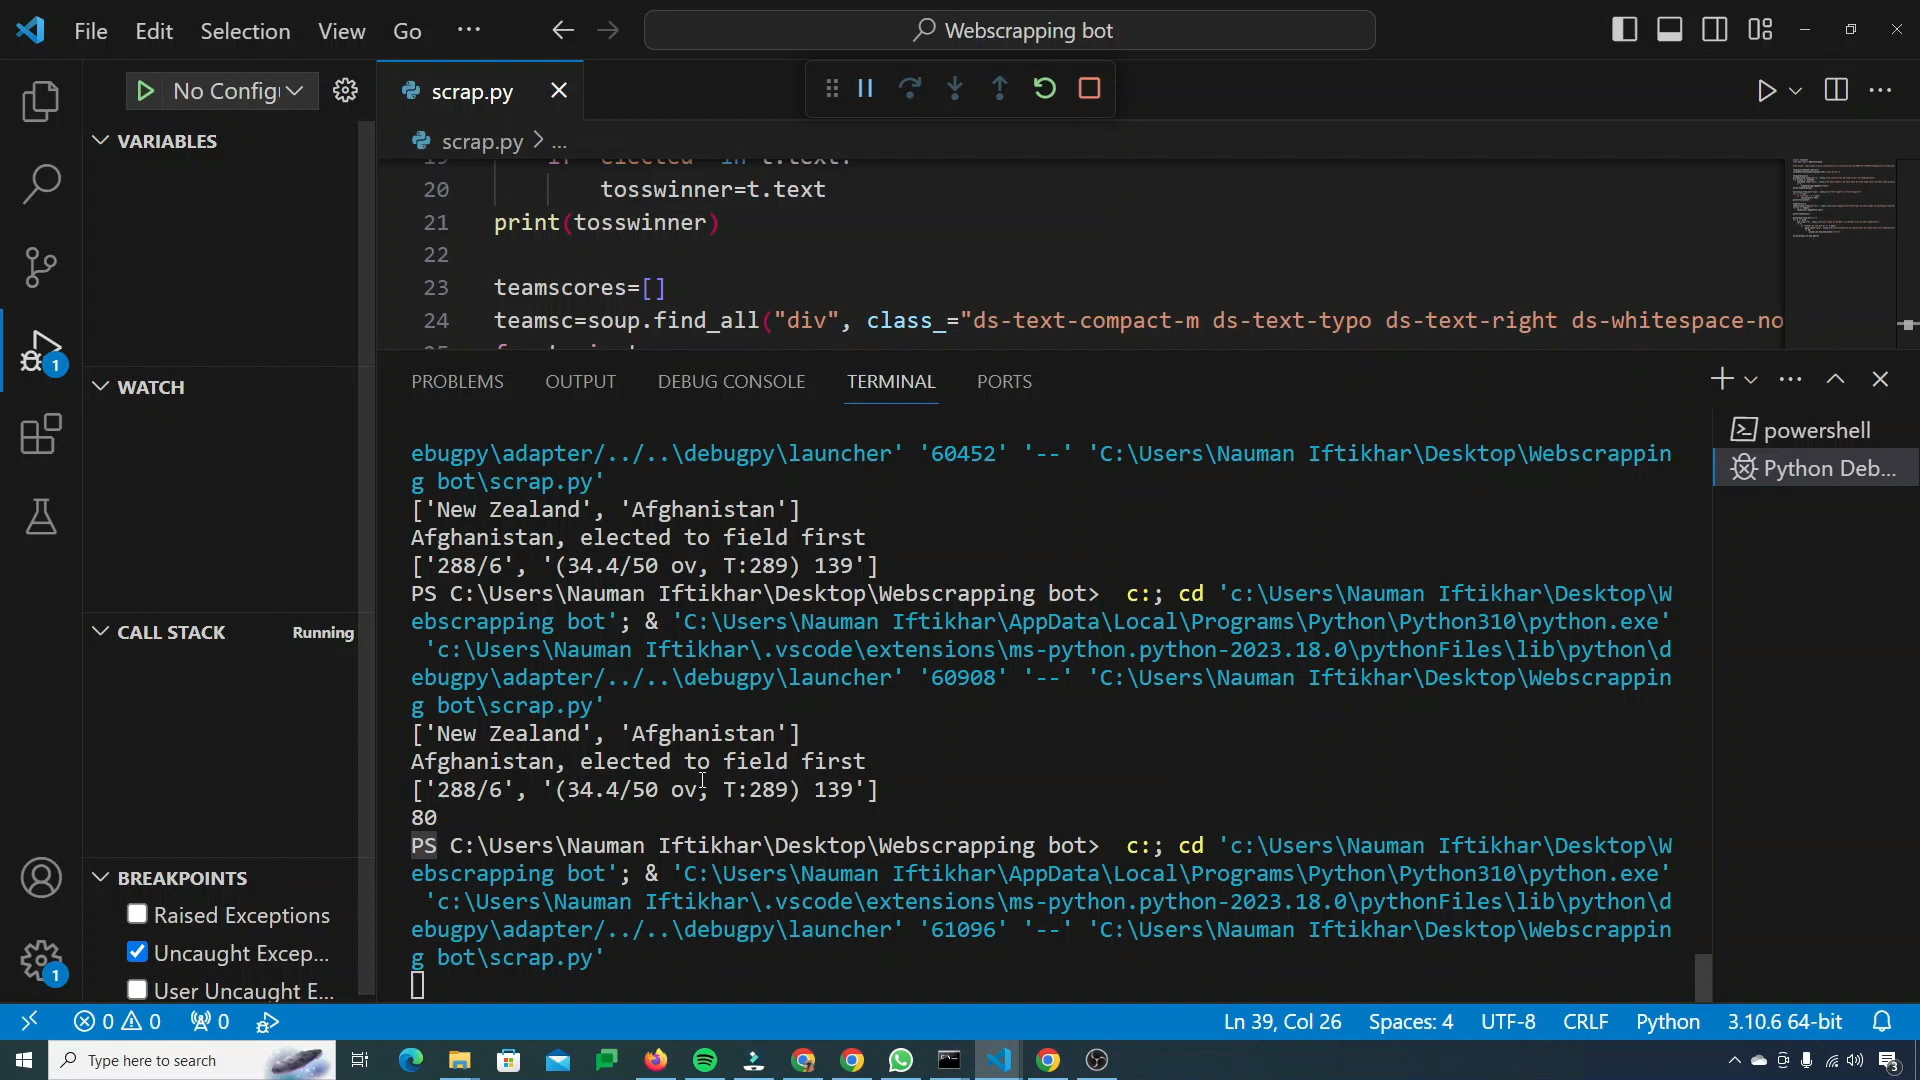 File Edit Selection View Go ··· Webscrapping bot
No Config scrap.py
VARIABLES
scrap.py > ...
20 tosswinner=t.text
21 print(tosswinner)
22
23 teamscores=[]
24 teamsc=soup.find_all("div", class_="ds-text-compact-m ds-text-typo ds-text-right ds-whitespace-no
WATCH
PROBLEMS OUTPUT DEBUG CONSOLE TERMINAL PORTS
powershell
Python Deb...
ebugpy\adapter/../..\debugpy\launcher' '60452' '--' 'C:\Users\Nauman Iftikhar\Desktop\Webscrappin
g bot\scrap.py'
['New Zealand', 'Afghanistan']
Afghanistan, elected to field first
['288/6', '(34.4/50 ov, T:289) 139']
PS C:\Users\Nauman Iftikhar\Desktop\Webscrapping bot>  c:; cd 'c:\Users\Nauman Iftikhar\Desktop\W
ebscrapping bot'; & 'C:\Users\Nauman Iftikhar\AppData\Local\Programs\Python\Python310\python.exe'
'c:\Users\Nauman Iftikhar\.vscode\extensions\ms-python.python-2023.18.0\pythonFiles\lib\python\d
ebugpy\adapter/../..\debugpy\launcher' '60908' '--' 'C:\Users\Nauman Iftikhar\Desktop\Webscrappin
g bot\scrap.py'
['New Zealand', 'Afghanistan']
Afghanistan, elected to field first
['288/6', '(34.4/50 ov, T:289) 139']
80
PS C:\Users\Nauman Iftikhar\Desktop\Webscrapping bot>  c:; cd 'c:\Users\Nauman Iftikhar\Desktop\W
ebscrapping bot'; & 'C:\Users\Nauman Iftikhar\AppData\Local\Programs\Python\Python310\python.exe'
'c:\Users\Nauman Iftikhar\.vscode\extensions\ms-python.python-2023.18.0\pythonFiles\lib\python\d
ebugpy\adapter/../..\debugpy\launcher' '61096' '--' 'C:\Users\Nauman Iftikhar\Desktop\Webscrappin
g bot\scrap.py'
CALL STACK Running
BREAKPOINTS
Raised Exceptions
Uncaught Excep...
User Uncaught E...
1
1
0 0 0 Ln 39, Col 26 Spaces: 4 UTF-8 CRLF Python 3.10.6 64-bit
Type here to search 3